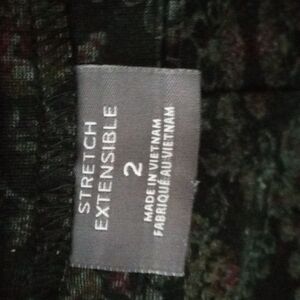 STRETCH
EXTENSIBLE
2
MADE IN VIETNAM
FABRIQUÉ AU VIETNAM